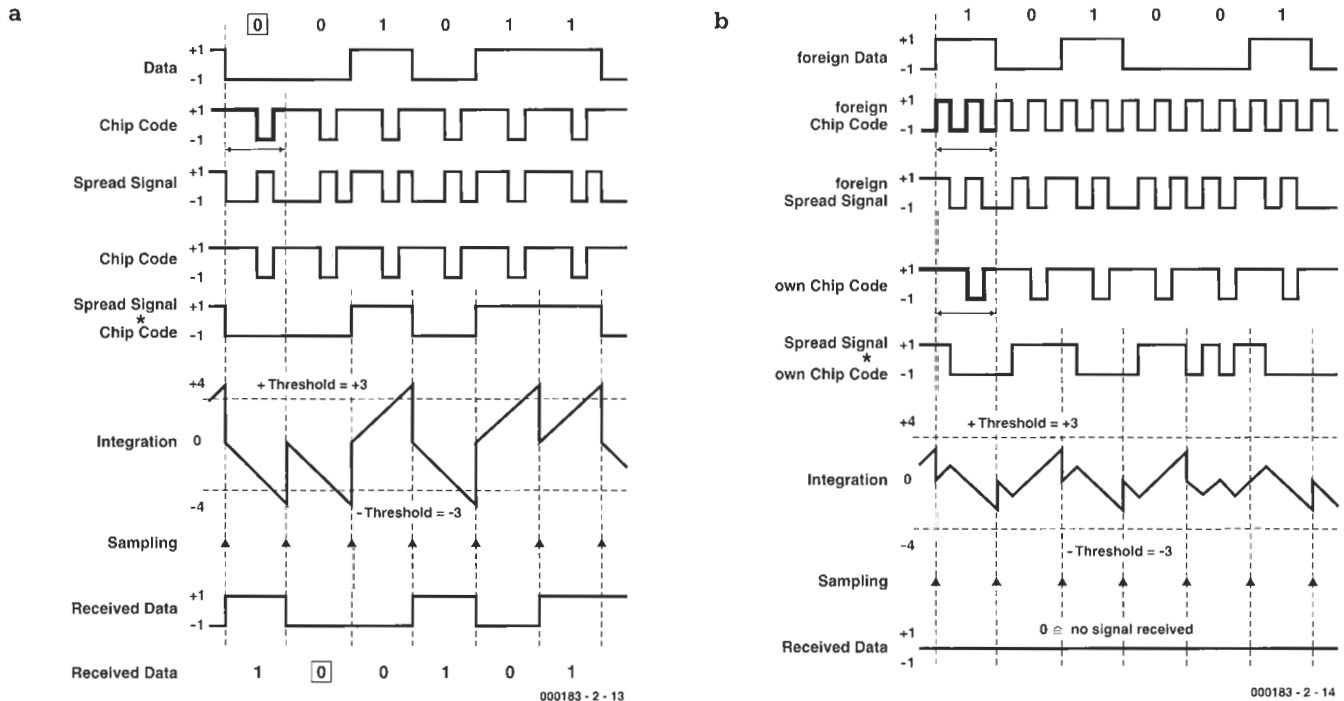 a
0 0 1 0 1 1
+1
Data
-1
+1
Chip Code
-1
+1
Spread Signal
-1
+1
Chip Code
-1
Spread Signal
+1
*
Chip Code
-1
+4
+ Threshold = +3
Integration
0
-4
- Threshold = -3
Sampling
+1
Received Data
-1
Received Data 1 0 0 1 0 1
000183 - 2 - 13
b
1 0 1 0 0 1
+1
foreign Data
-1
foreign
+1
Chip Code
-1
foreign
+1
Spread Signal
-1
+1
own Chip Code
-1
Spread Signal
+1
*
own Chip Code
-1
+4
+ Threshold = +3
Integration
0
-4
- Threshold = -3
Sampling
0 ≙ no signal received
+1
Received Data
-1
000183 - 2 - 14